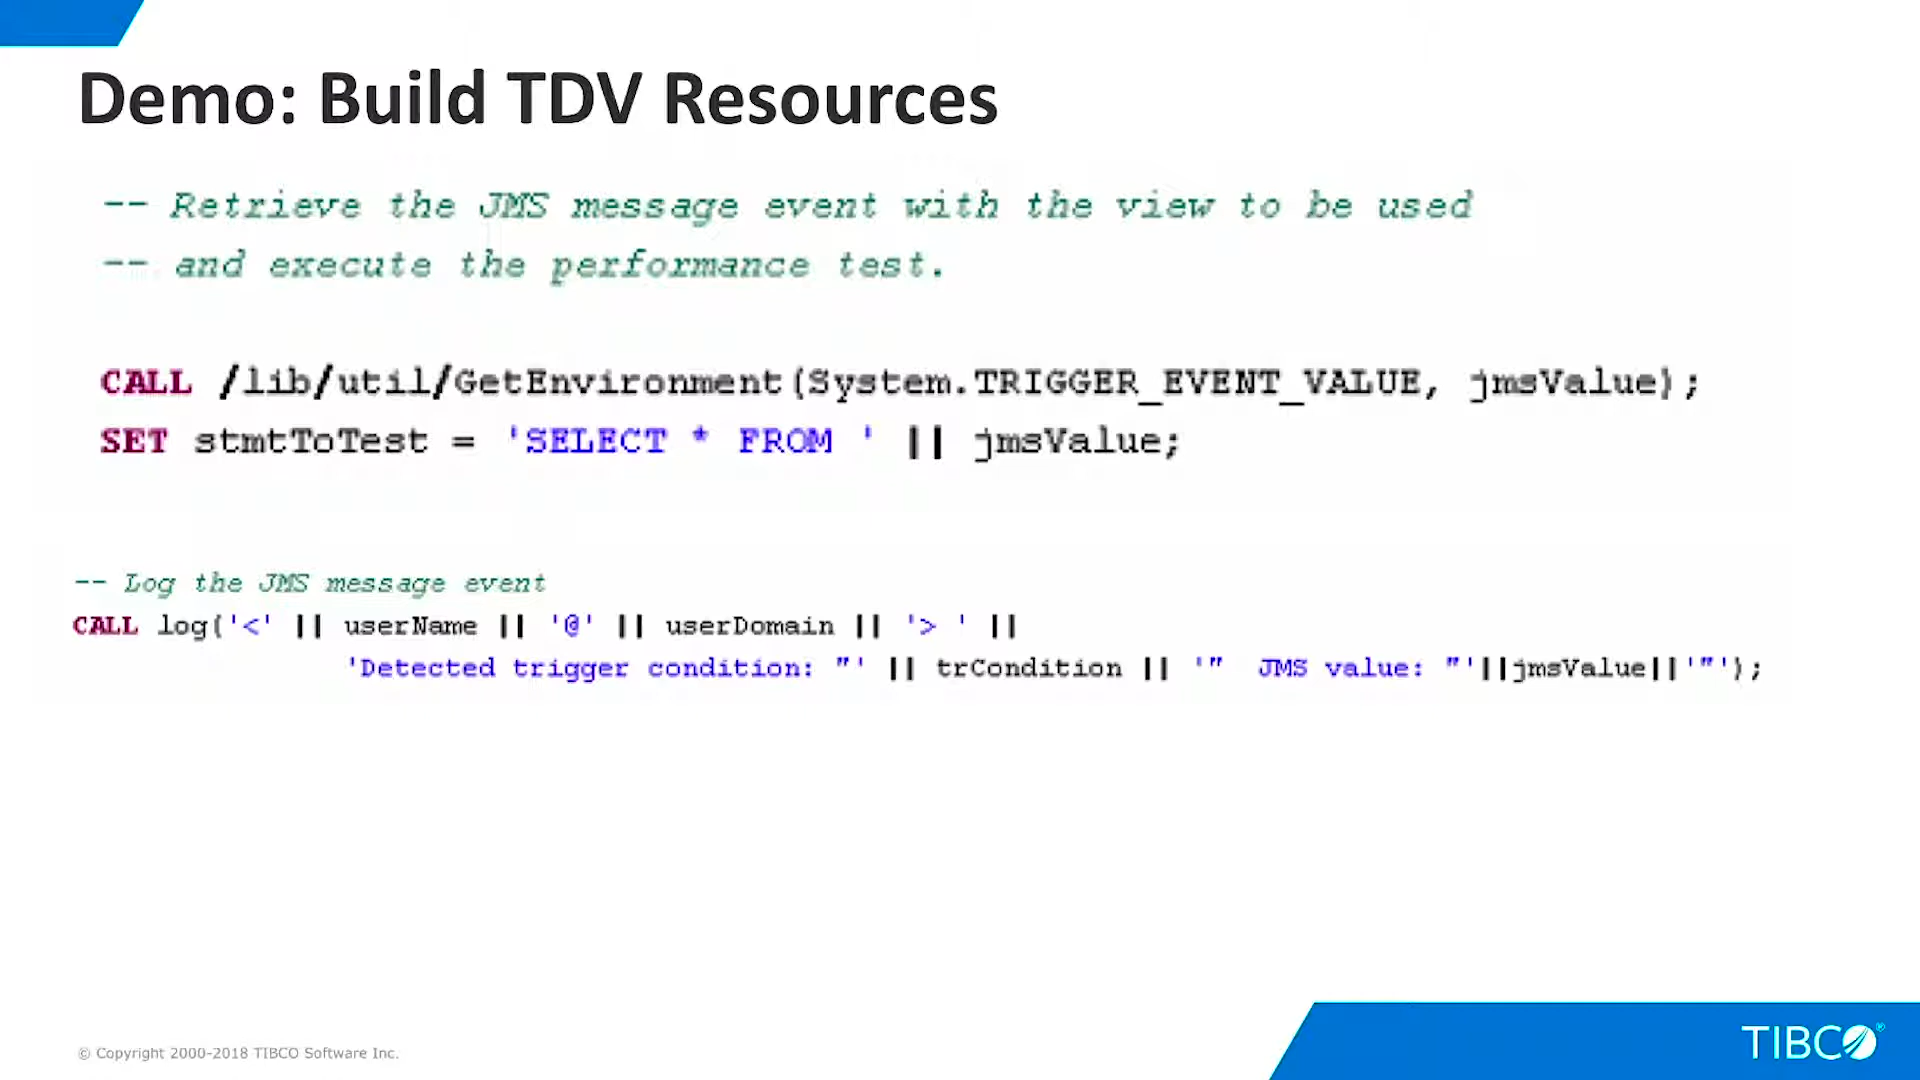 Demo: Build TDV Resources
-- Retrieve the JMS message event with the view to be used
-- and execute the performance test.
CALL /lib/util/GetEnvironment(System.TRIGGER_EVENT_VALUE, jmsValue);
SET stmtToTest = 'SELECT * FROM ' || jmsValue;
-- Log the JMS message event
CALL log('<' || userName || '@' || userDomain || '> ' ||
'Detected trigger condition: "' || trCondition || '"  JMS value: "'||jmsValue||'"');
© Copyright 2000-2018 TIBCO Software Inc.
TIBCO®